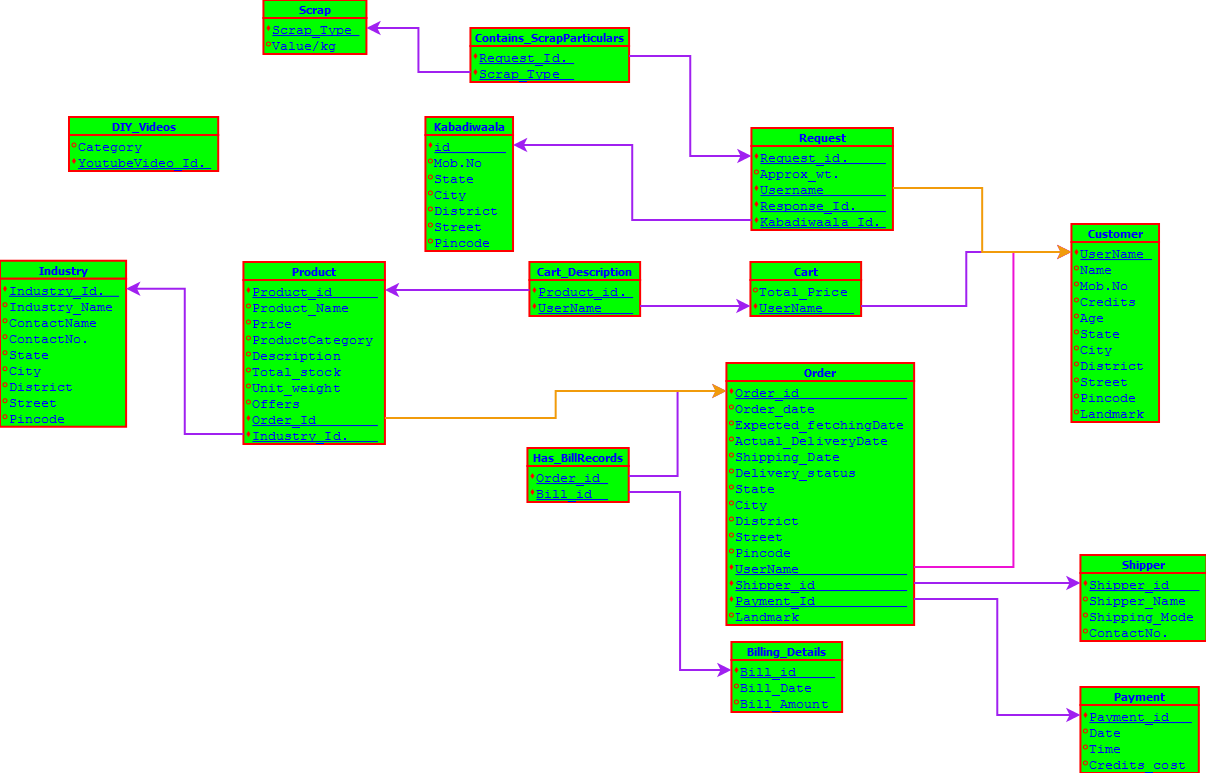 Scrap
Scrap_Type
Value/kg
Contains_ScrapParticulars
Request_Id.
Scrap_Type
DIY_Videos
Category
YoutubeVideo_Id.
Kabadiwaala
id
Mob.No
State
City
District
Street
Pincode
Request
Request_id.
Approx_wt.
Username
Response_Id.
Kabadiwaala_Id.
Customer
UserName
Name
Mob.No
Credits
Age
State
City
District
Street
Pincode
Landmark
Industry
Industry_Id.
Industry_Name
ContactName
ContactNo.
State
City
District
Street
Pincode
Product
Product_id
Product_Name
Price
ProductCategory
Description
Total_stock
Unit_weight
Offers
Order_Id
Industry_Id.
Cart_Description
Product_id.
UserName
Cart
Total_Price
UserName
Order
Order_id
Order_date
Expected_fetchingDate
Actual_DeliveryDate
Shipping_Date
Delivery_status
State
City
District
Street
Pincode
UserName
Shipper_id
Payment_Id
Landmark
Has_BillRecords
Order_id
Bill_id
Shipper
Shipper_id
Shipper_Name
Shipping_Mode
ContactNo.
Billing_Details
Bill_id
Bill_Date
Bill_Amount
Payment
Payment_id
Date
Time
Credits_cost